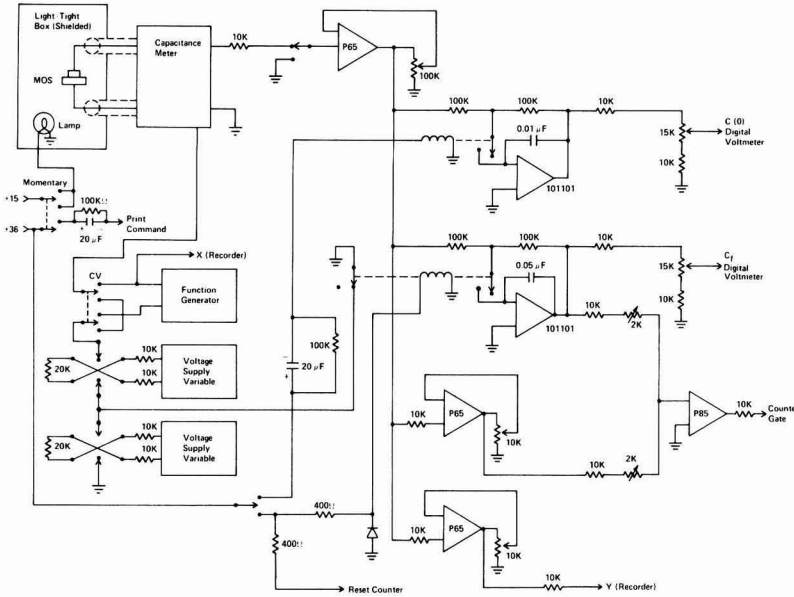 Light-Tight
Box (Shielded)
MOS
Lamp
Capacitance
Meter
10K
P65
100K
100K
100K
10K
0.01 μF
101101
15K
10K
C (0)
Digital
Voltmeter
Momentary
+15
+36
100KΩ
+
−
20 μF
Print
Command
X (Recorder)
CV
Function
Generator
20K
10K
10K
Voltage
Supply
Variable
20K
10K
10K
Voltage
Supply
Variable
−
+
20 μF
100K
100K
100K
10K
0.05 μF
101101
15K
10K
Cf
Digital
Voltmeter
10K
2K
10K
P65
10K
10K
2K
P85
10K
Counter
Gate
400Ω
400Ω
Reset Counter
10K
P65
10K
10K
Y (Recorder)